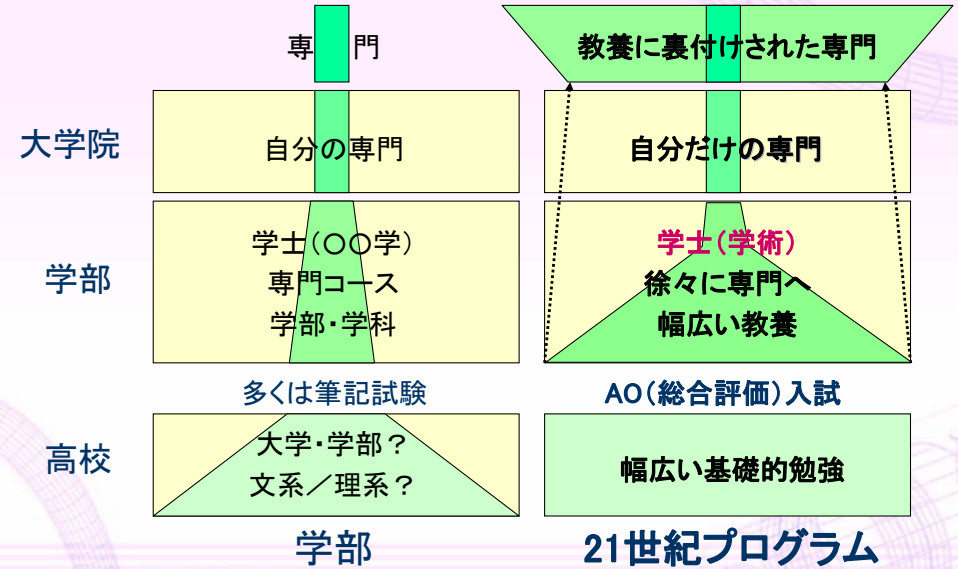 専 門
教養に裏付けされた専門
大学院
自分の専門
自分だけの専門
学部
学士(〇〇学)
専門コース
学部・学科
学士(学術)
徐々に専門へ
幅広い教養
多くは筆記試験
AO(総合評価)入試
高校
大学・学部?
文系/理系?
幅広い基礎的勉強
学部
21世紀プログラム